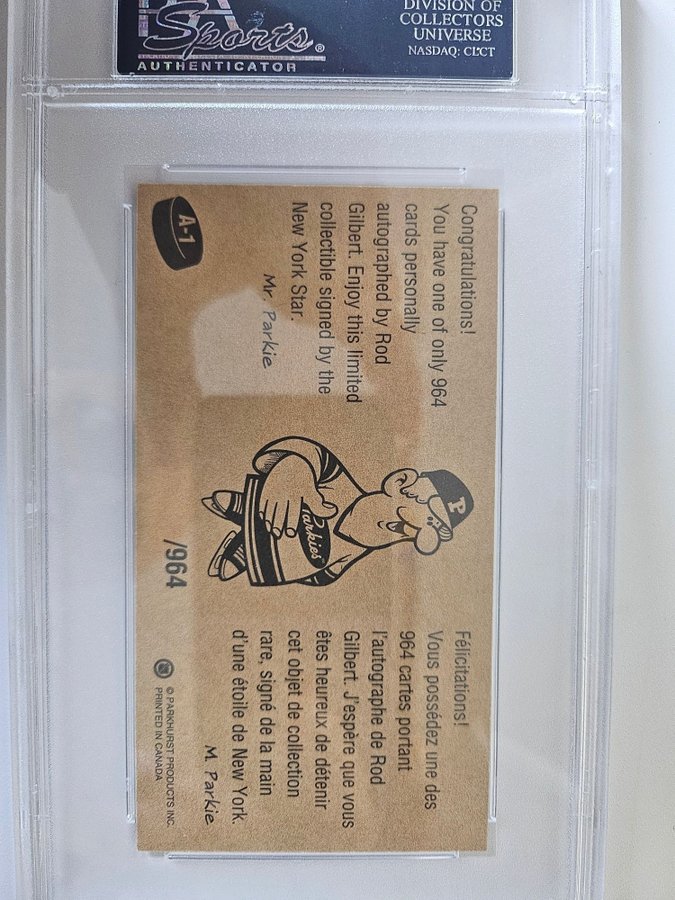 Sports®
AUTHENTICATOR
DIVISION OF
COLLECTORS
UNIVERSE
NASDAQ: CLCT
A-1
Congratulations!
You have one of only 964
cards personally
autographed by Rod
Gilbert. Enjoy this limited
collectible signed by the
New York Star.
Mr. Parkie
P
Parkies
/964
Félicitations!
Vous possédez une des
964 cartes portant
l'autographe de Rod
Gilbert. J'espère que vous
êtes heureux de détenir
cet objet de collection
rare, signé de la main
d'une étoile de New York.
M. Parkie
© PARKHURST PRODUCTS INC.
PRINTED IN CANADA